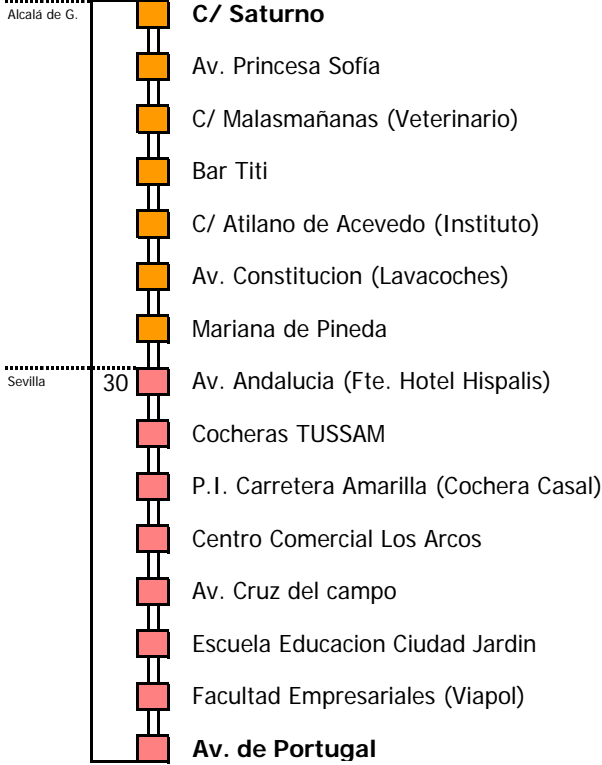 Alcalá de G.
C/ Saturno
Av. Princesa Sofía
C/ Malasmañanas (Veterinario)
Bar Titi
C/ Atilano de Acevedo (Instituto)
Av. Constitucion (Lavacoches)
Mariana de Pineda
Sevilla
30
Av. Andalucia (Fte. Hotel Hispalis)
Cocheras TUSSAM
P.I. Carretera Amarilla (Cochera Casal)
Centro Comercial Los Arcos
Av. Cruz del campo
Escuela Educacion Ciudad Jardin
Facultad Empresariales (Viapol)
Av. de Portugal